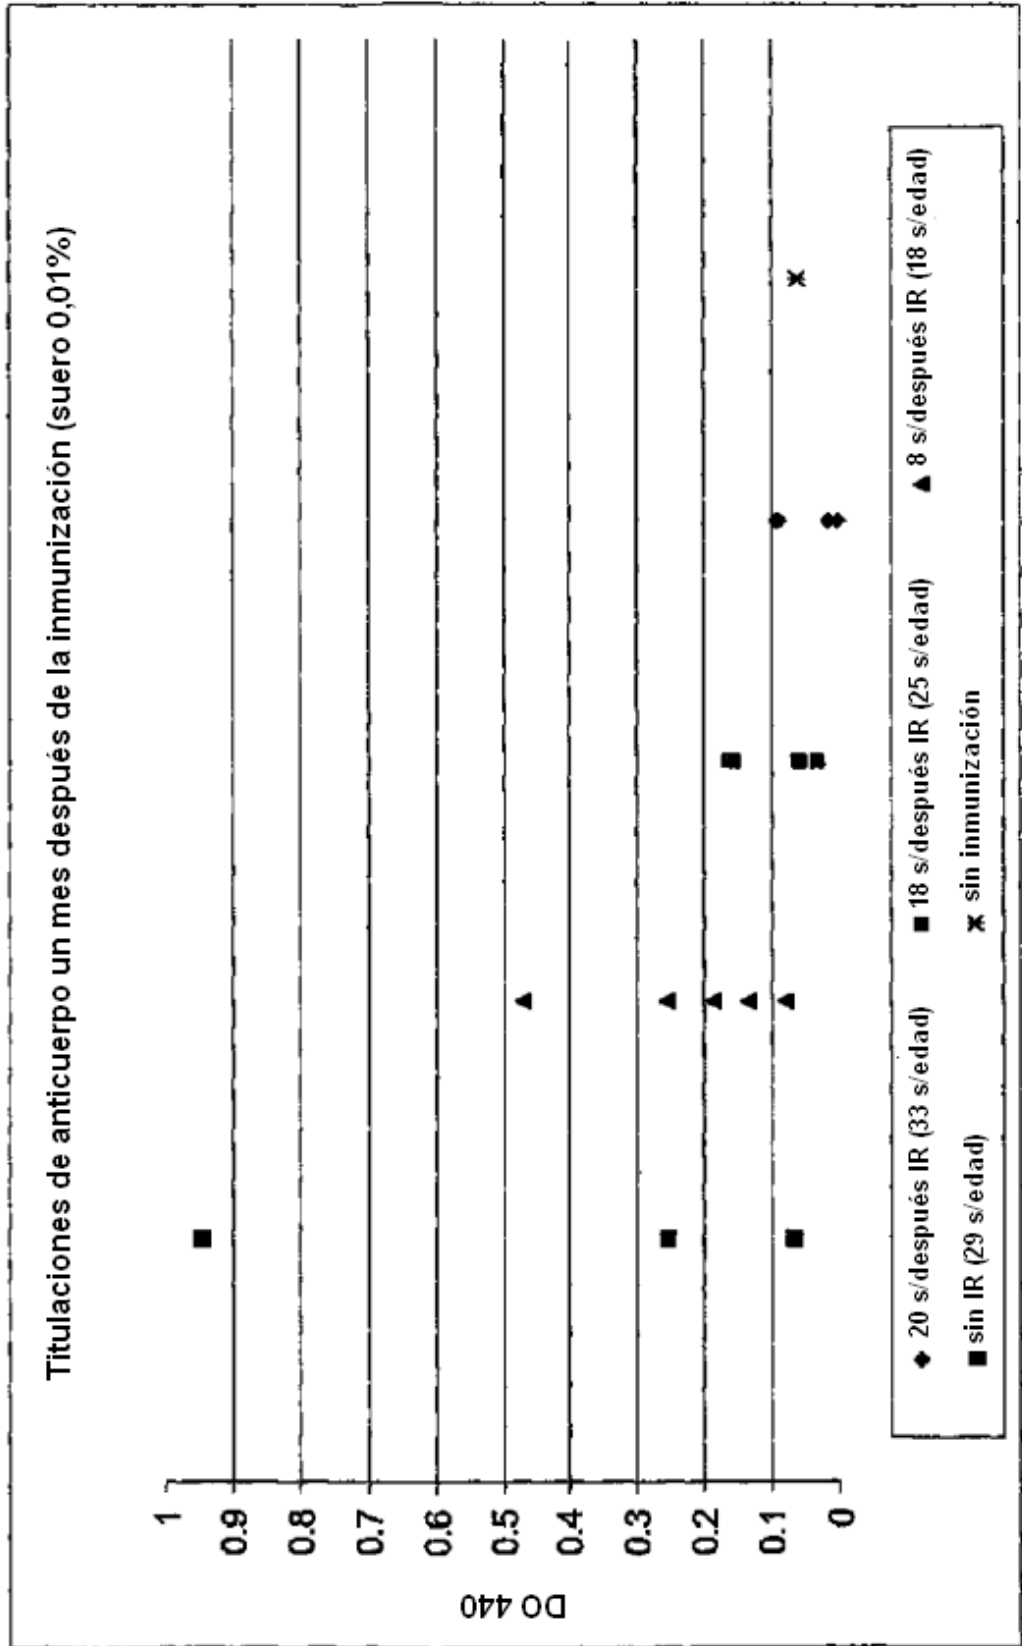 Titulaciones de anticuerpo un mes después de la inmunización (suero 0,01%)
DO 440
1
0.9
0.8
0.7
0.6
0.5
0.4
0.3
0.2
0.1
0
20 s/después IR (33 s/edad)
18 s/después IR (25 s/edad)
8 s/después IR (18 s/edad)
sin IR (29 s/edad)
sin inmunización